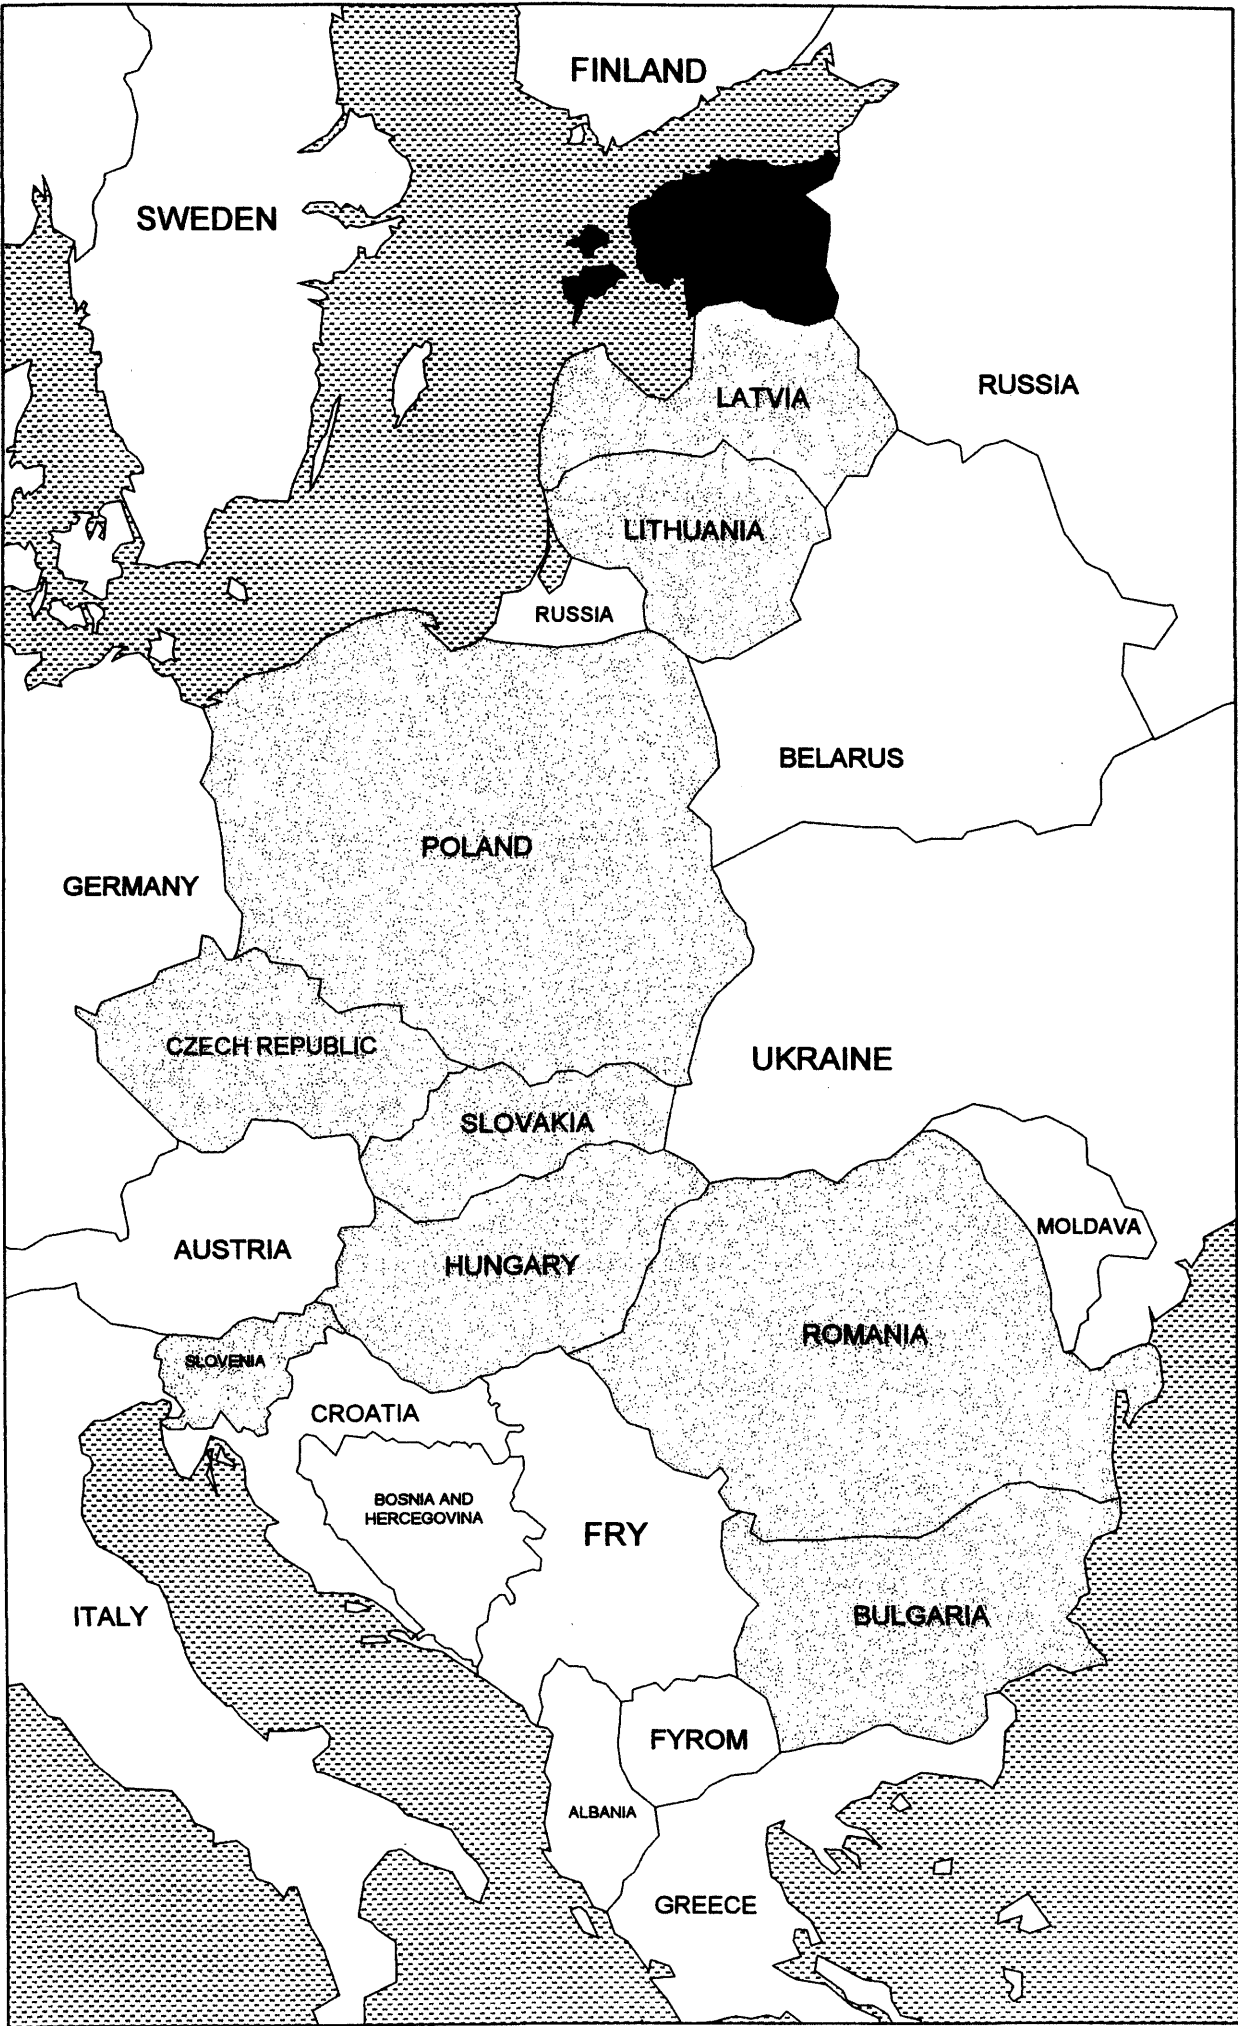 FINLAND
SWEDEN
RUSSIA
LATVIA
LITHUANIA
RUSSIA
BELARUS
POLAND
GERMANY
CZECH REPUBLIC
UKRAINE
SLOVAKIA
MOLDAVA
AUSTRIA
HUNGARY
ROMANIA
SLOVENIA
CROATIA
BOSNIA AND
HERCEGOVINA
FRY
ITALY
BULGARIA
FYROM
ALBANIA
GREECE